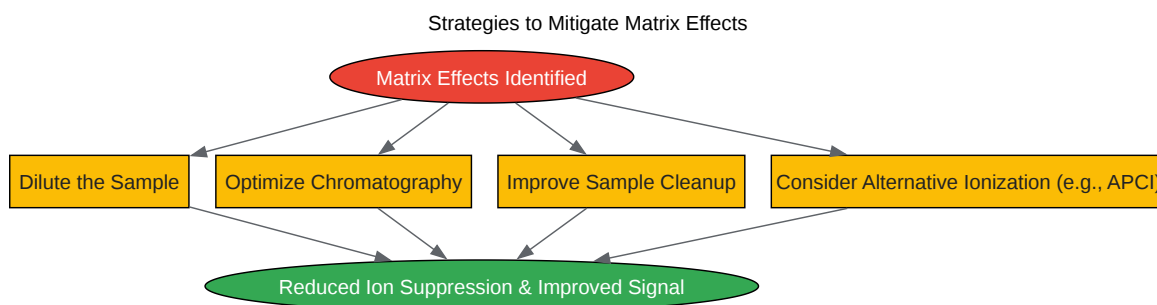 Strategies to Mitigate Matrix Effects
Matrix Effects Identified
Dilute the Sample
Optimize Chromatography
Improve Sample Cleanup
Consider Alternative Ionization (e.g., APCI)
Reduced Ion Suppression & Improved Signal